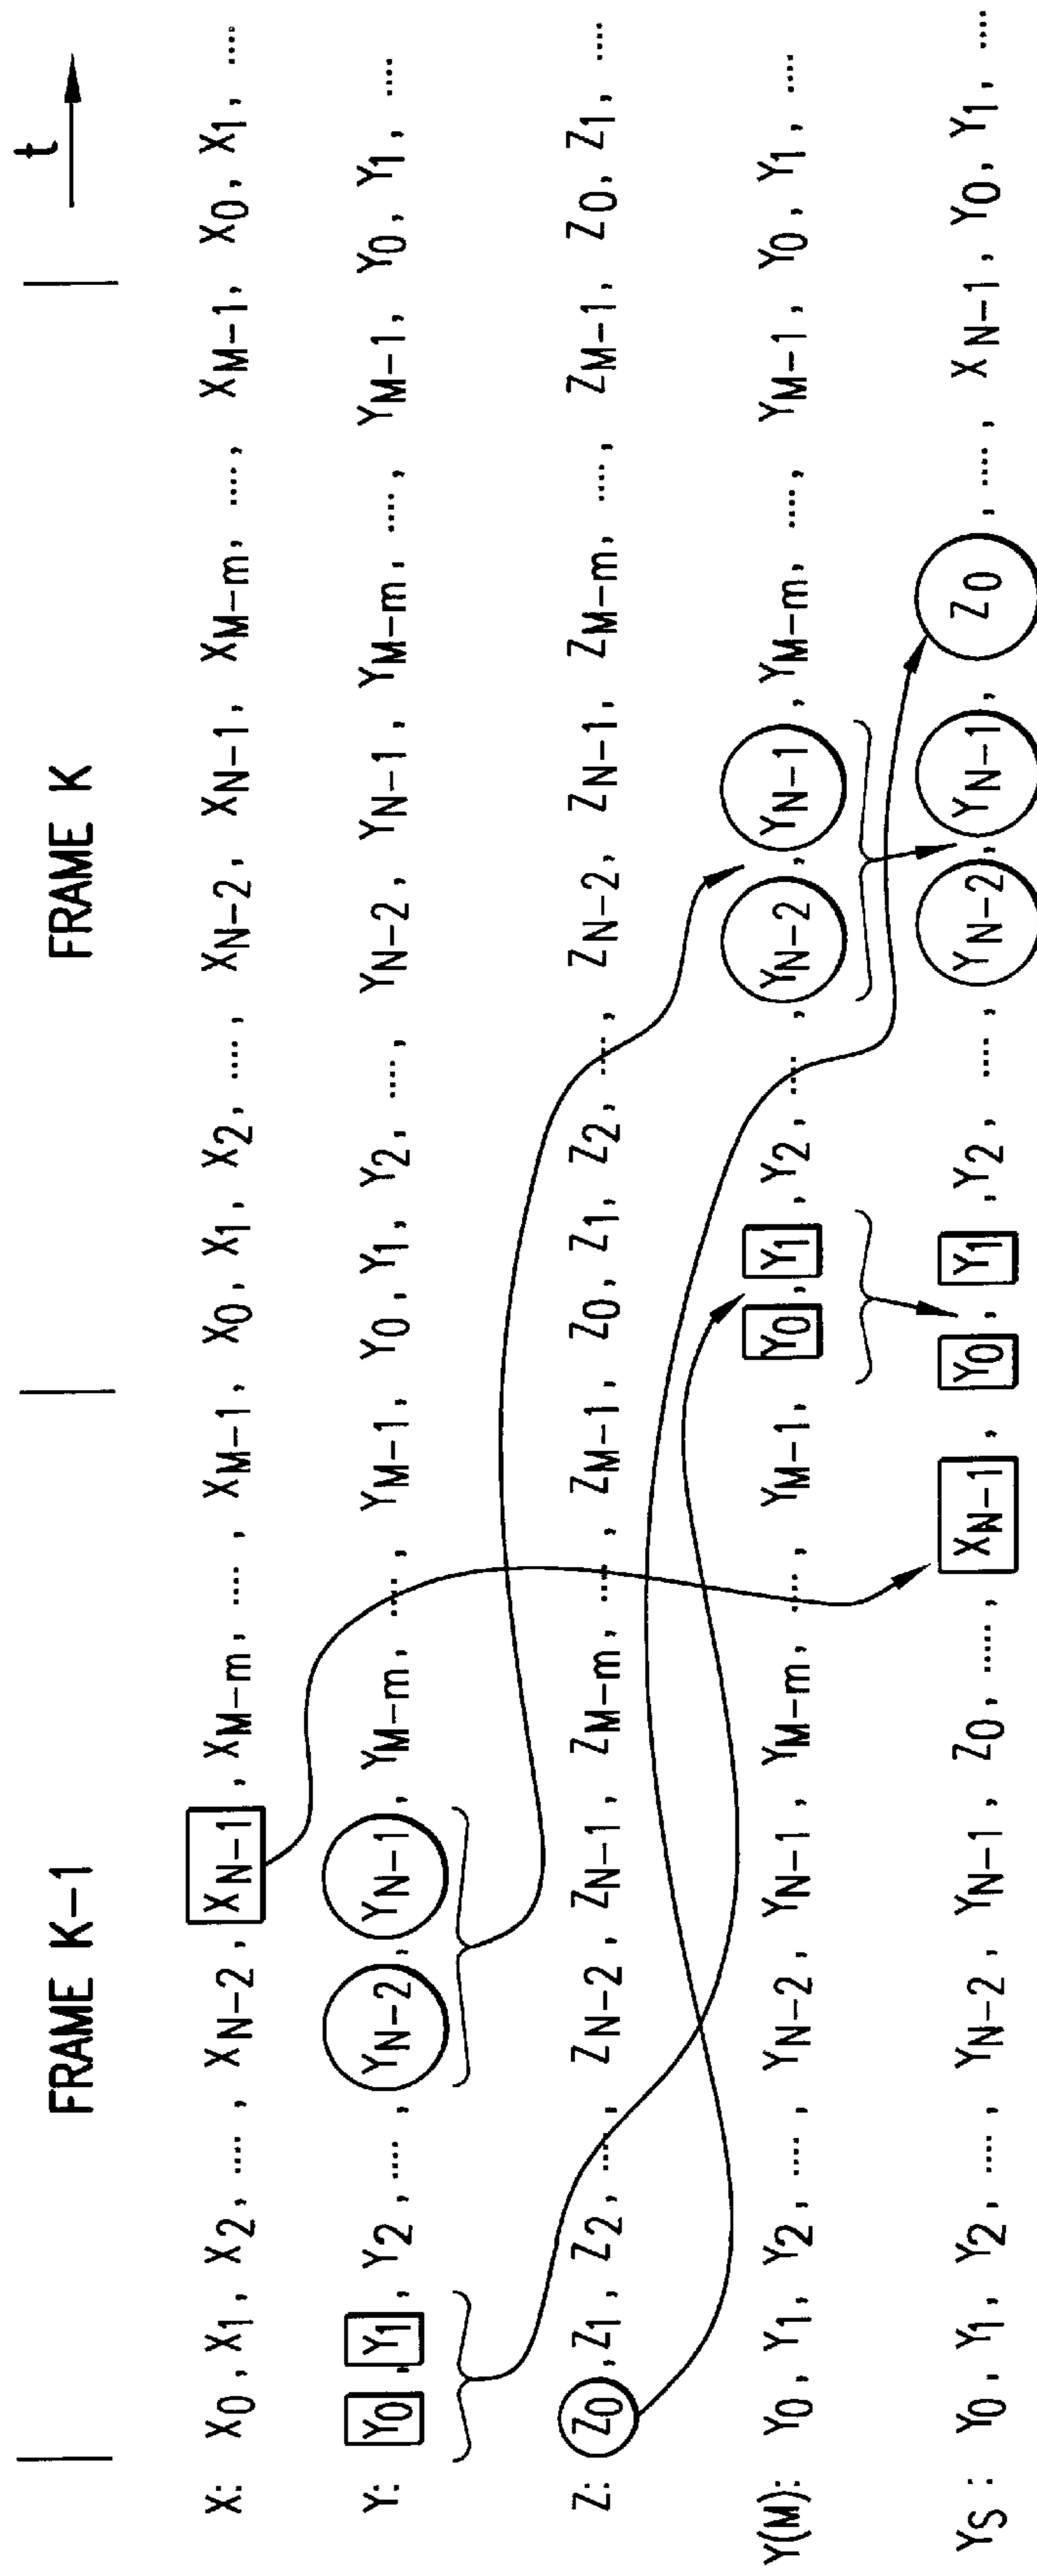 FRAME K-1 FRAME K t
X: X0, X1, X2, ...., XN-2, XN-1, XM-m, ...., XM-1, X0, X1, X2, ...., XN-2, XN-1, XM-m, ...., XM-1, X0, X1, ....
Y: Y0, Y1, Y2, ...., YN-2, YN-1, YM-m, ...., YM-1, Y0, Y1, Y2, ...., YN-2, YN-1, YM-m, ...., YM-1, Y0, Y1, ....
Z: Z0, Z1, Z2, ...., ZN-2, ZN-1, ZM-m, ...., ZM-1, Z0, Z1, Z2, ...., ZN-2, ZN-1, ZM-m, ...., ZM-1, Z0, Z1, ....
Y(M): Y0, Y1, Y2, ...., YN-2, YN-1, YM-m, ...., YM-1, Y0, Y1, Y2, ...., YN-2, YN-1, YM-m, ...., YM-1, Y0, Y1, ....
YS: Y0, Y1, Y2, ...., YN-2, YN-1, Z0, ....., XN-1, Y0, Y1, Y2, ...., YN-2, YN-1, Z0, ...., XN-1, Y0, Y1, ....